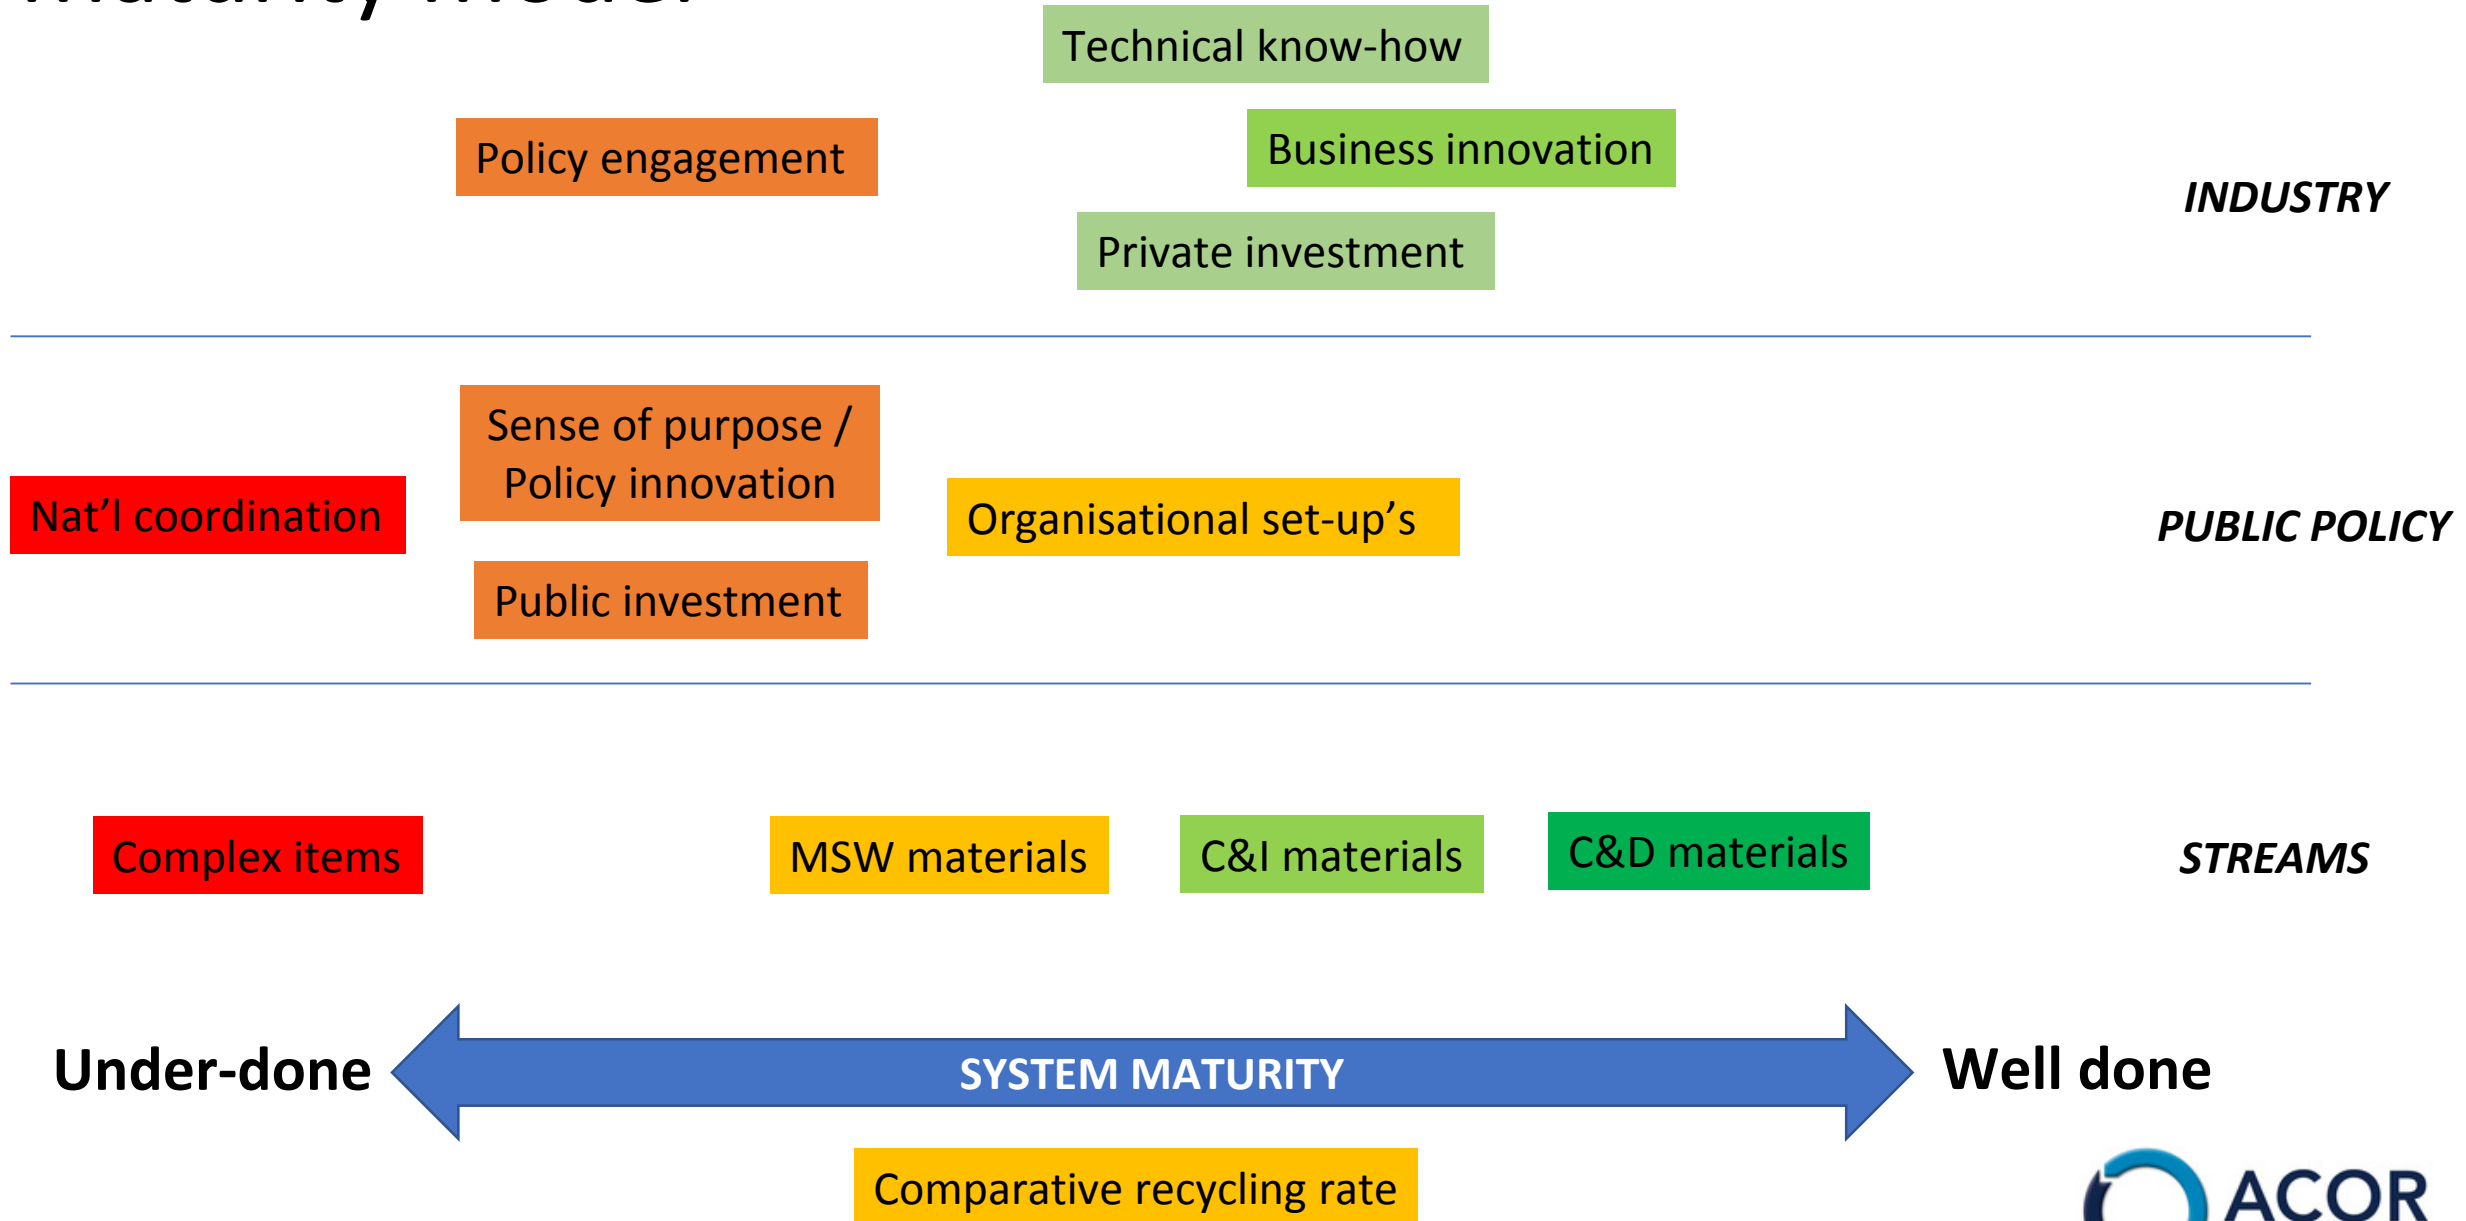 maturity model
Technical know-how
Policy engagement
Business innovation
INDUSTRY
Private investment
Sense of purpose /
Policy innovation
Nat’l coordination
Organisational set-up’s
PUBLIC POLICY
Public investment
Complex items
MSW materials
C&I materials
C&D materials
STREAMS
Under-done
SYSTEM MATURITY
Well done
Comparative recycling rate
ACOR